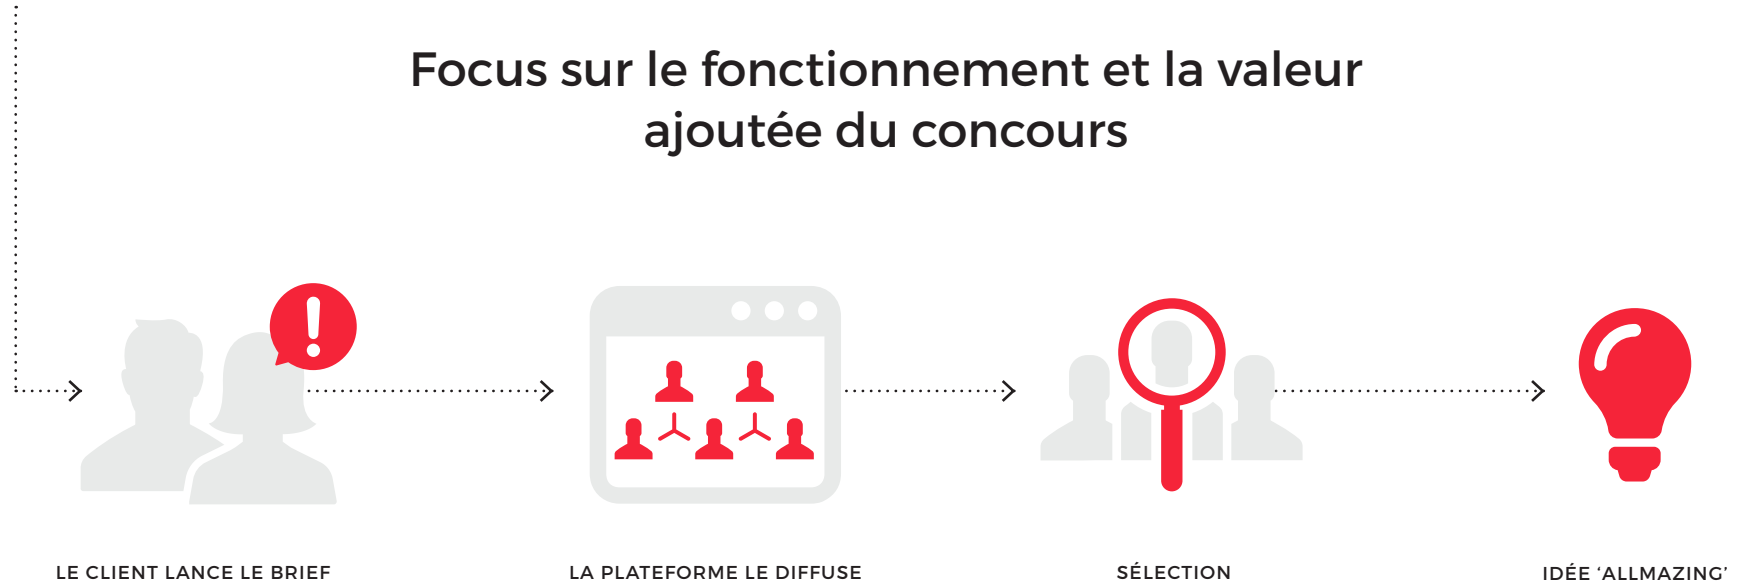 Focus sur le fonctionnement et la valeur
ajoutée du concours
LE CLIENT LANCE LE BRIEF
LA PLATEFORME LE DIFFUSE
SÉLECTION
IDÉE ‘ALLMAZING’